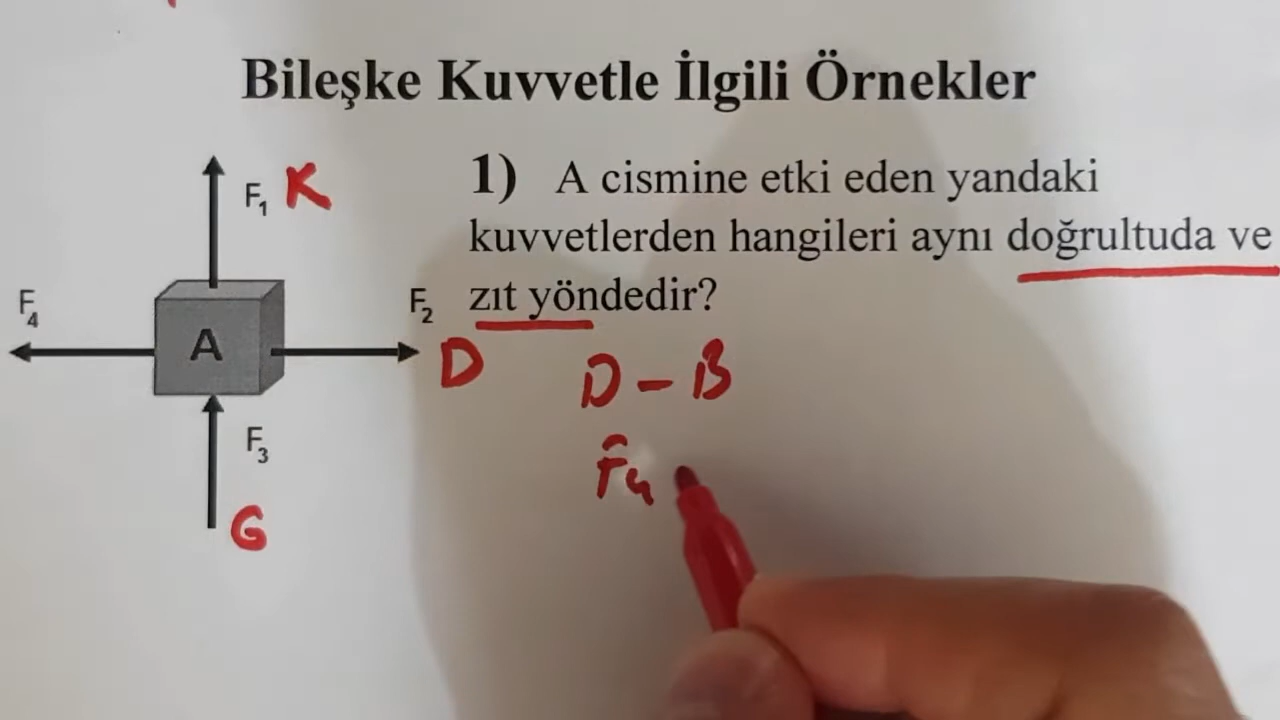 Bileşke Kuvvetle İlgili Örnekler
F₁ K
1) A cismine etki eden yandaki
kuvvetlerden hangileri aynı doğrultuda ve
zıt yöndedir?
F₄
F₂
A
D
D - B
F₃
F₄
G